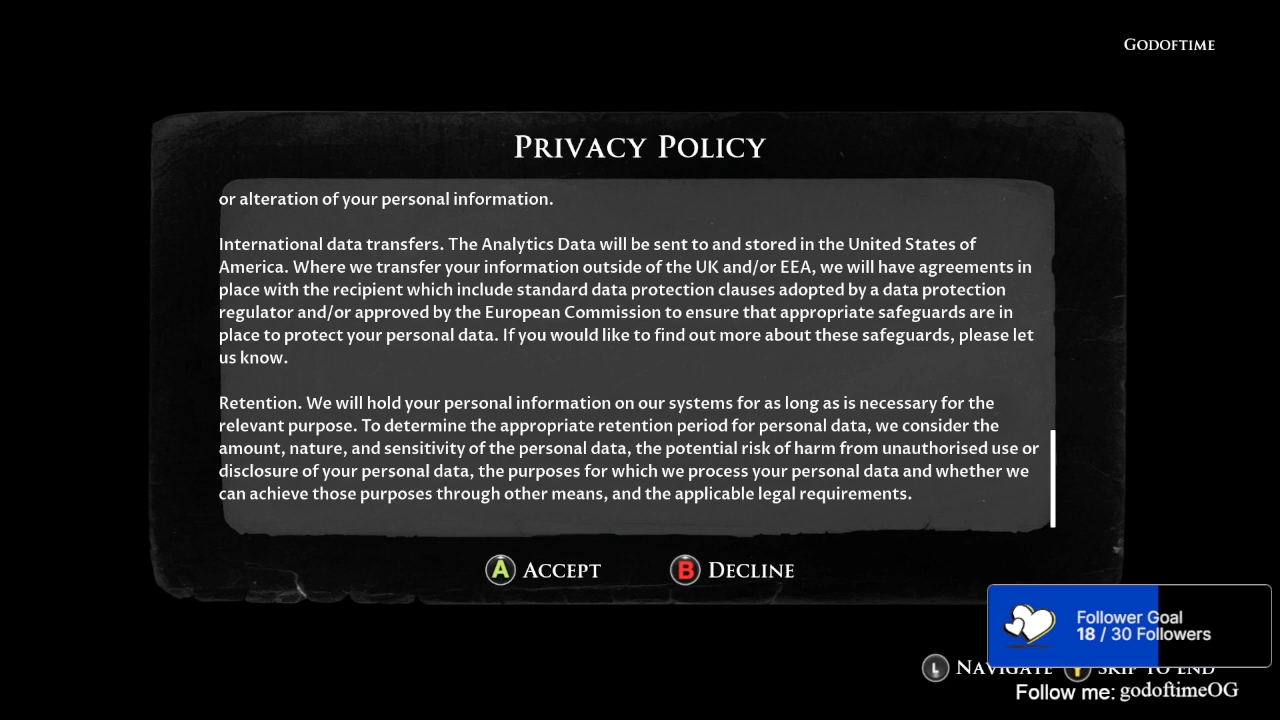 GODOFTIME
PRIVACY POLICY
or alteration of your personal information.
International data transfers. The Analytics Data will be sent to and stored in the United States of
America. Where we transfer your information outside of the UK and/or EEA, we will have agreements in
place with the recipient which include standard data protection clauses adopted by a data protection
regulator and/or approved by the European Commission to ensure that appropriate safeguards are in
place to protect your personal data. If you would like to find out more about these safeguards, please let
us know.
Retention. We will hold your personal information on our systems for as long as is necessary for the
relevant purpose. To determine the appropriate retention period for personal data, we consider the
amount, nature, and sensitivity of the personal data, the potential risk of harm from unauthorised use or
disclosure of your personal data, the purposes for which we process your personal data and whether we
can achieve those purposes through other means, and the applicable legal requirements.
A ACCEPT B DECLINE
Follower Goal
18 / 30 Followers
L NAVIGATE Y SKIP TO END
Follow me: godoftimeOG